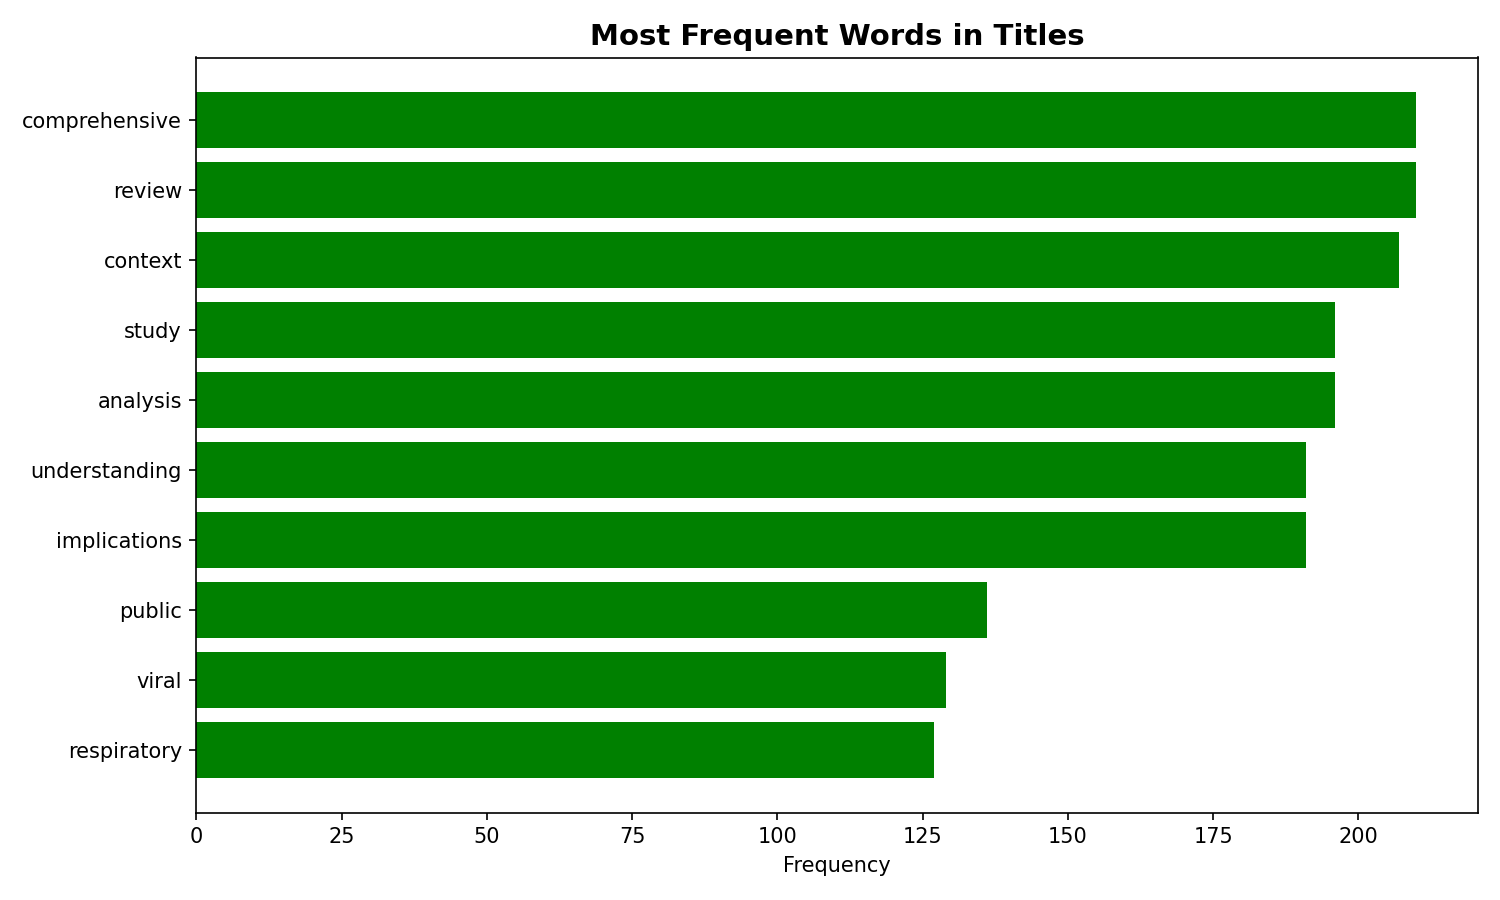 Most Frequent Words in Titles
comprehensive
review
context
study
analysis
understanding
implications
public
viral
respiratory
0 25 50 75 100 125 150 175 200
Frequency